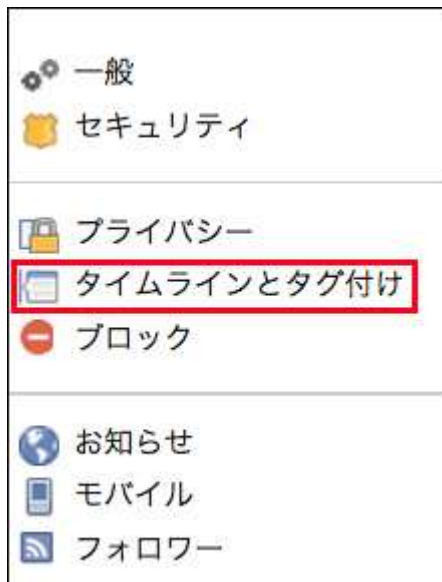 一般
セキュリティ
プライバシー
タイムラインとタグ付け
ブロック
お知らせ
モバイル
フォロワー